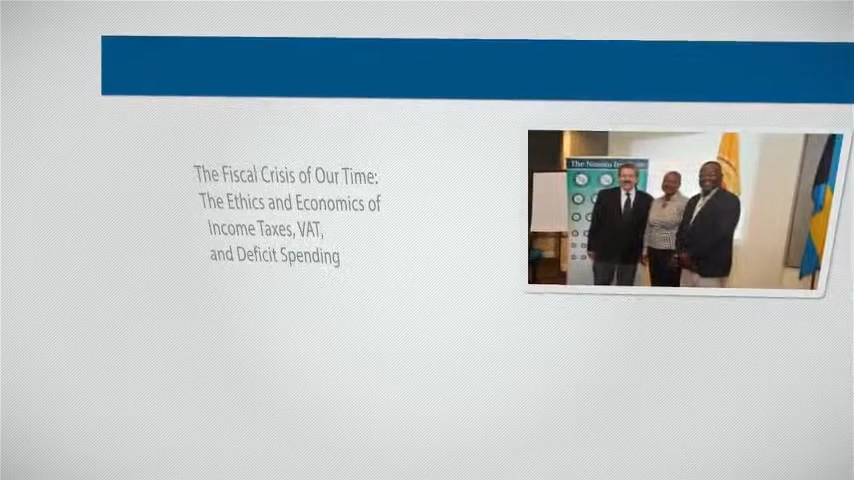 The Fiscal Crisis of Our Time:
The Ethics and Economics of
Income Taxes, VAT,
and Deficit Spending
The Nassau Institute